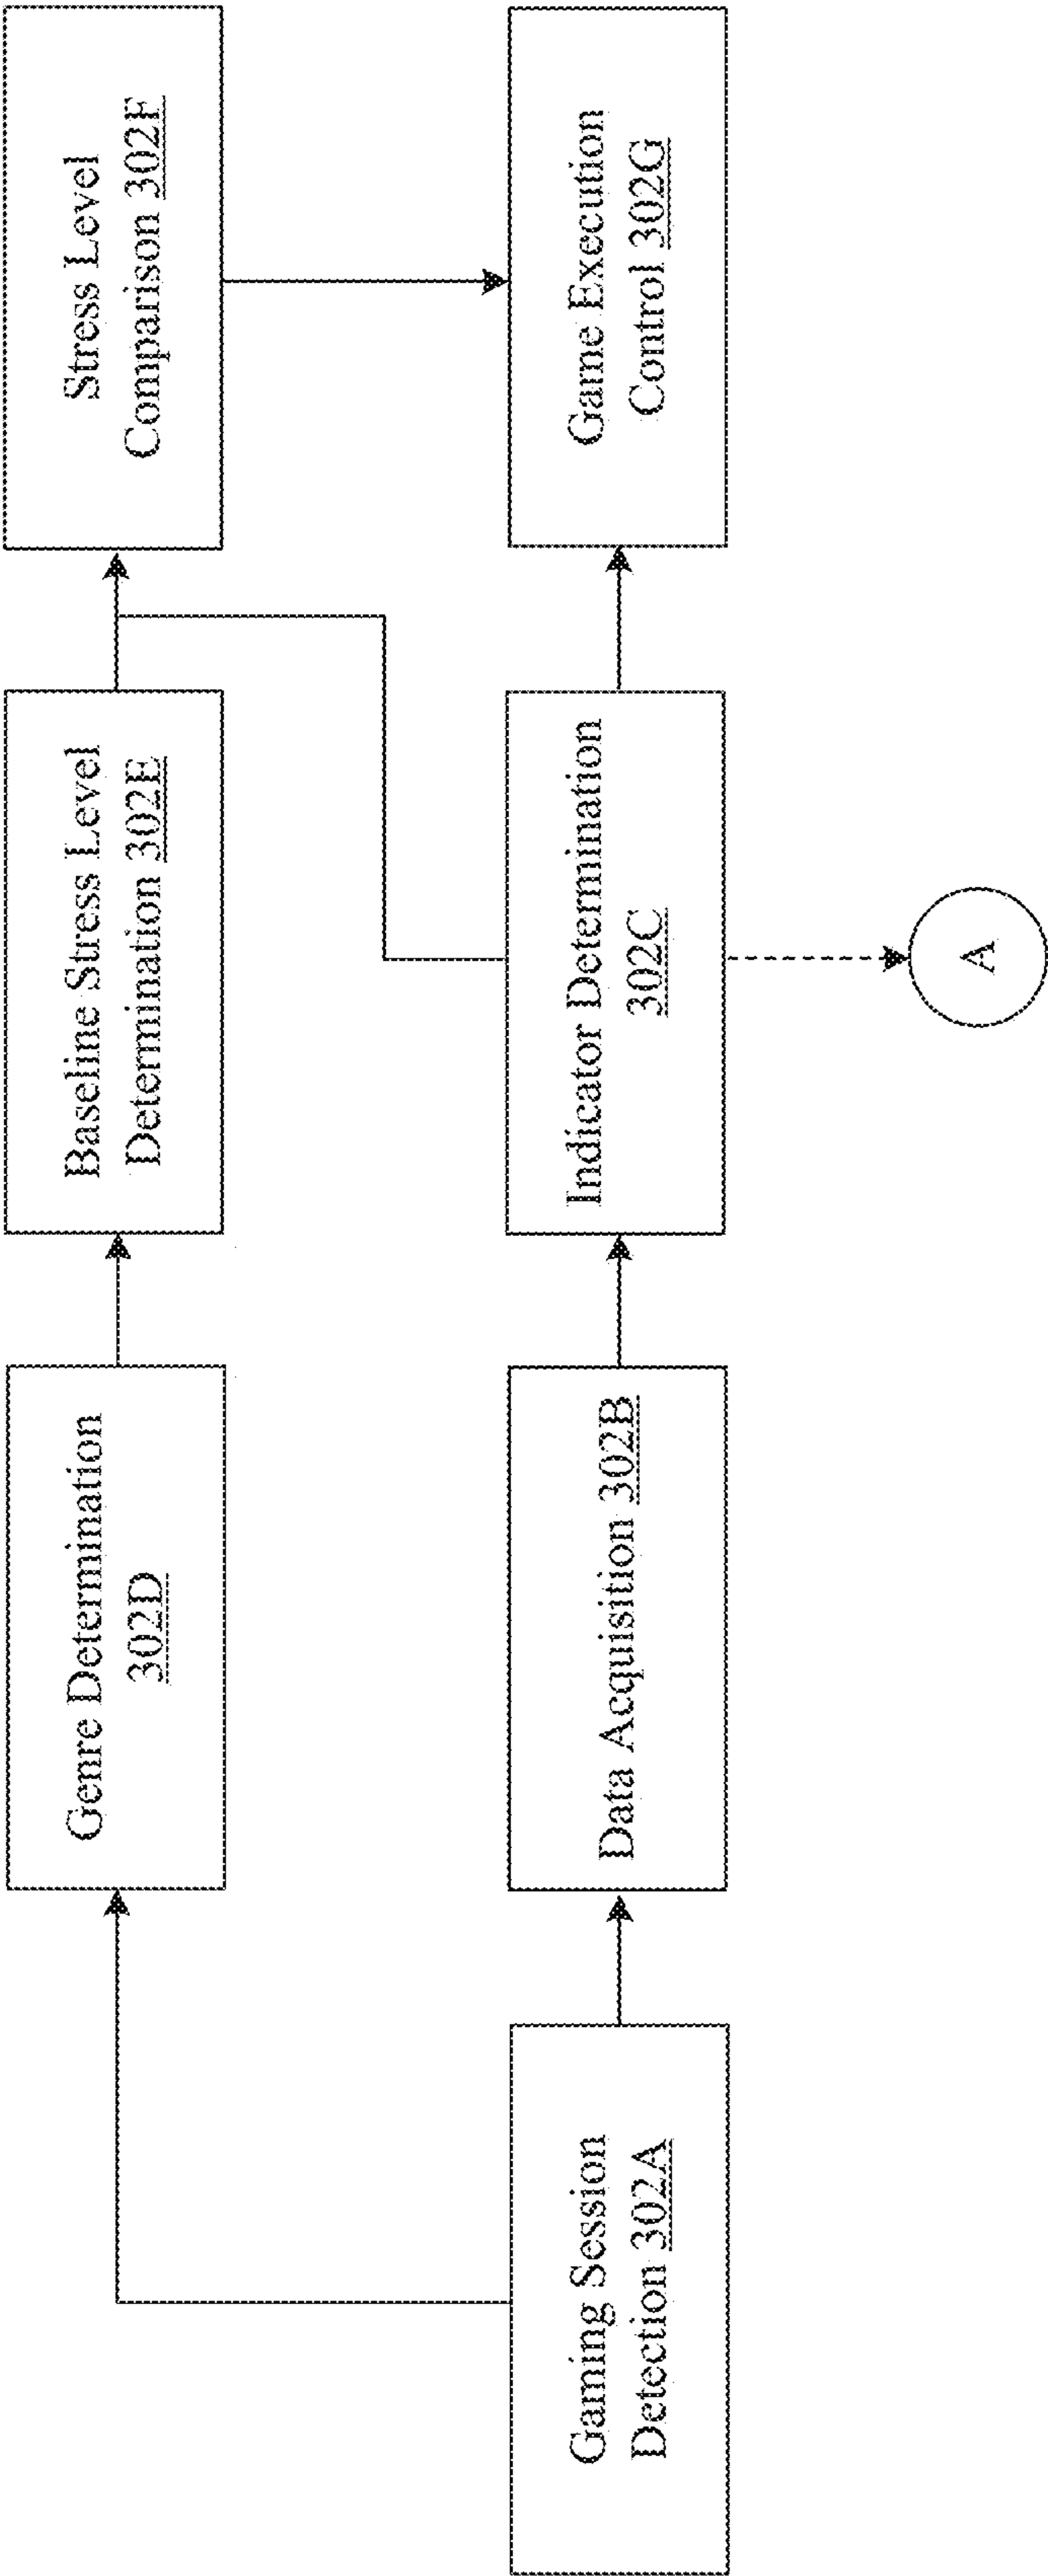 Genre Determination
302D
Baseline Stress Level
Determination 302E
Stress Level
Comparison 302F
Gaming Session
Detection 302A
Data Acquisition 302B
Indicator Determination
302C
Game Execution
Control 302G
A